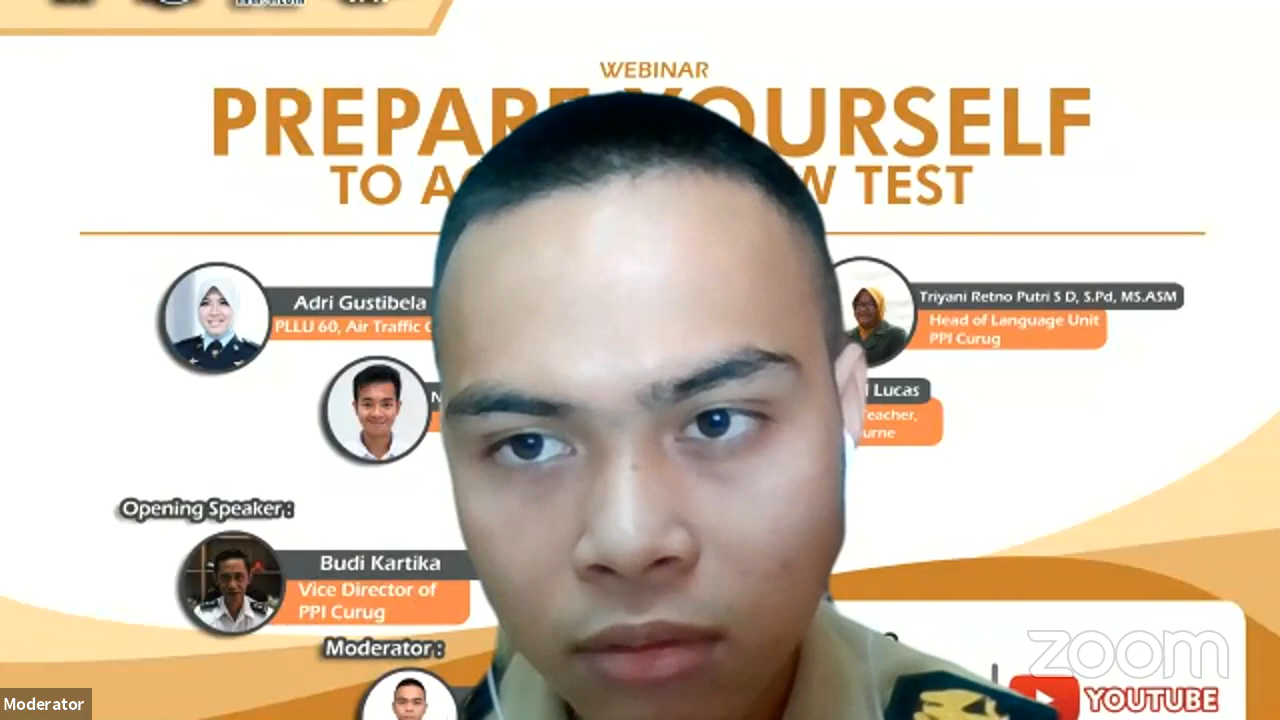 WEBINAR
PREPARE YOURSELF
TO A W TEST
Adri Gustibela
PLLU 60, Air Traffic C
Triyani Retno Putri S D, S.Pd, MS.ASM
Head of Language Unit
PPI Curug
N
Lucas
Teacher,
urne
Opening Speaker :
Budi Kartika
Vice Director of
PPI Curug
Moderator :
zoom
YOUTUBE
Moderator